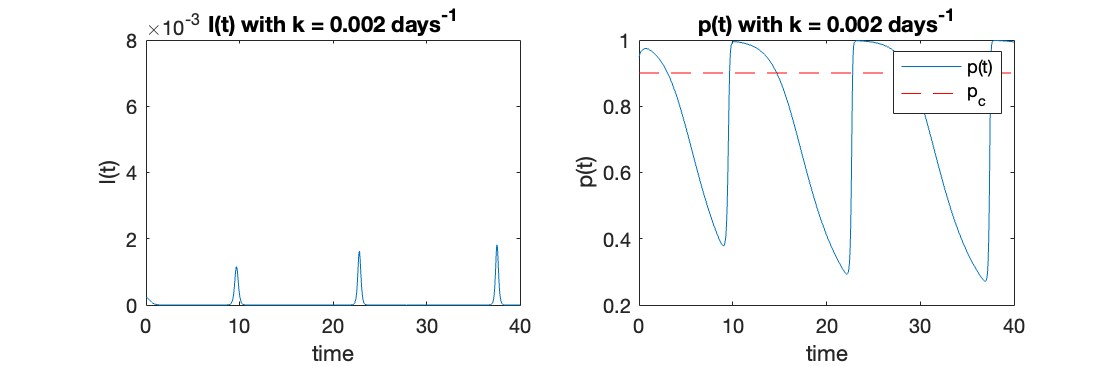 ×10⁻³ I(t) with k = 0.002 days⁻¹
8
6
4
2
0
I(t)
0 10 20 30 40
time
p(t) with k = 0.002 days⁻¹
1
0.8
0.6
0.4
0.2
p(t)
p(t)
p_c
0 10 20 30 40
time